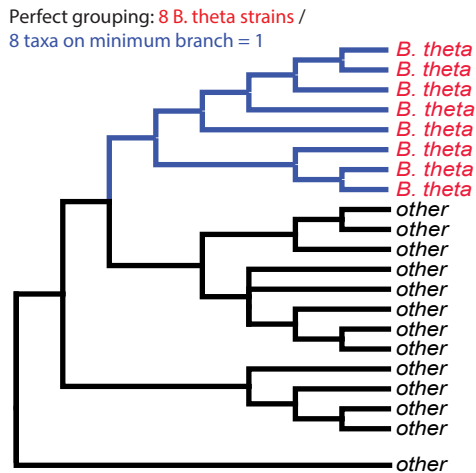 Perfect grouping: 8 B. theta strains /
8 taxa on minimum branch = 1
B. theta
B. theta
B. theta
B. theta
B. theta
B. theta
B. theta
B. theta
other
other
other
other
other
other
other
other
other
other
other
other
other